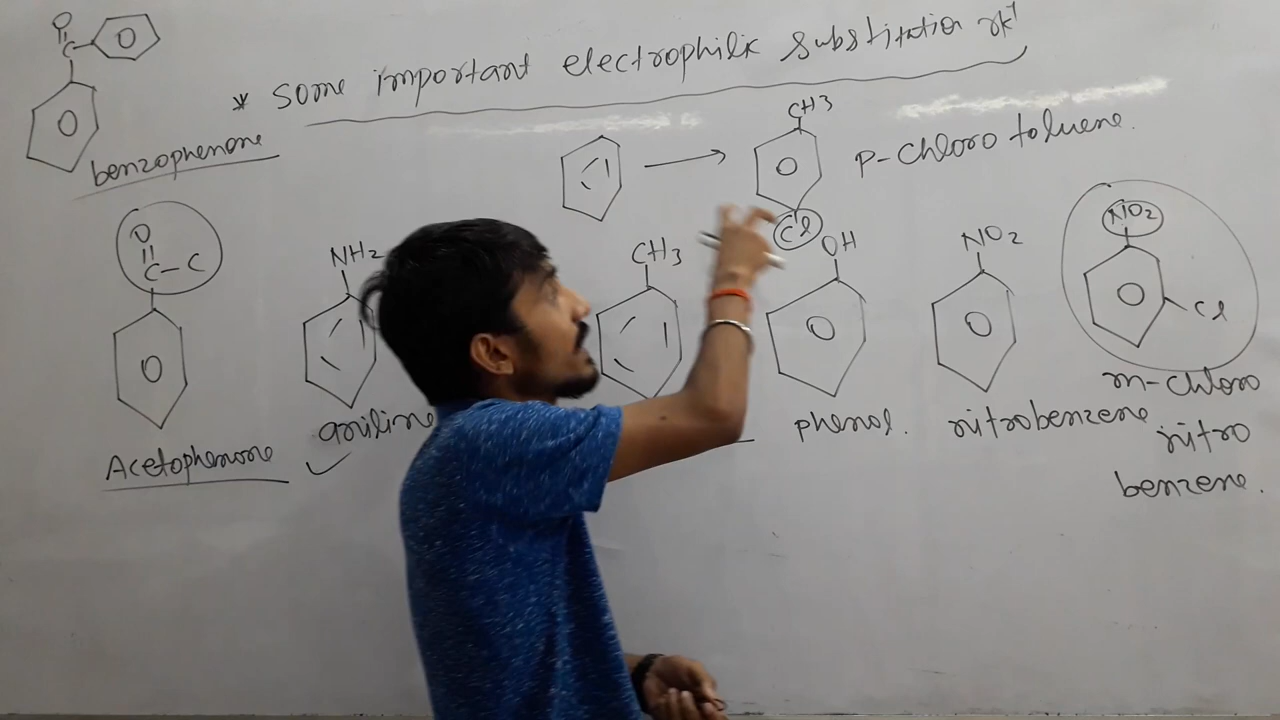 * some important electrophilic substitution rkⁿ
O
C
benzophenone
CH3
Cl
p-chloro toluene.
O
C-C
Acetophenone
NH2
aniline
CH3
OH
phenol.
NO2
nitrobenzene
NO2
Cl
m-chloro
nitro
benzene.